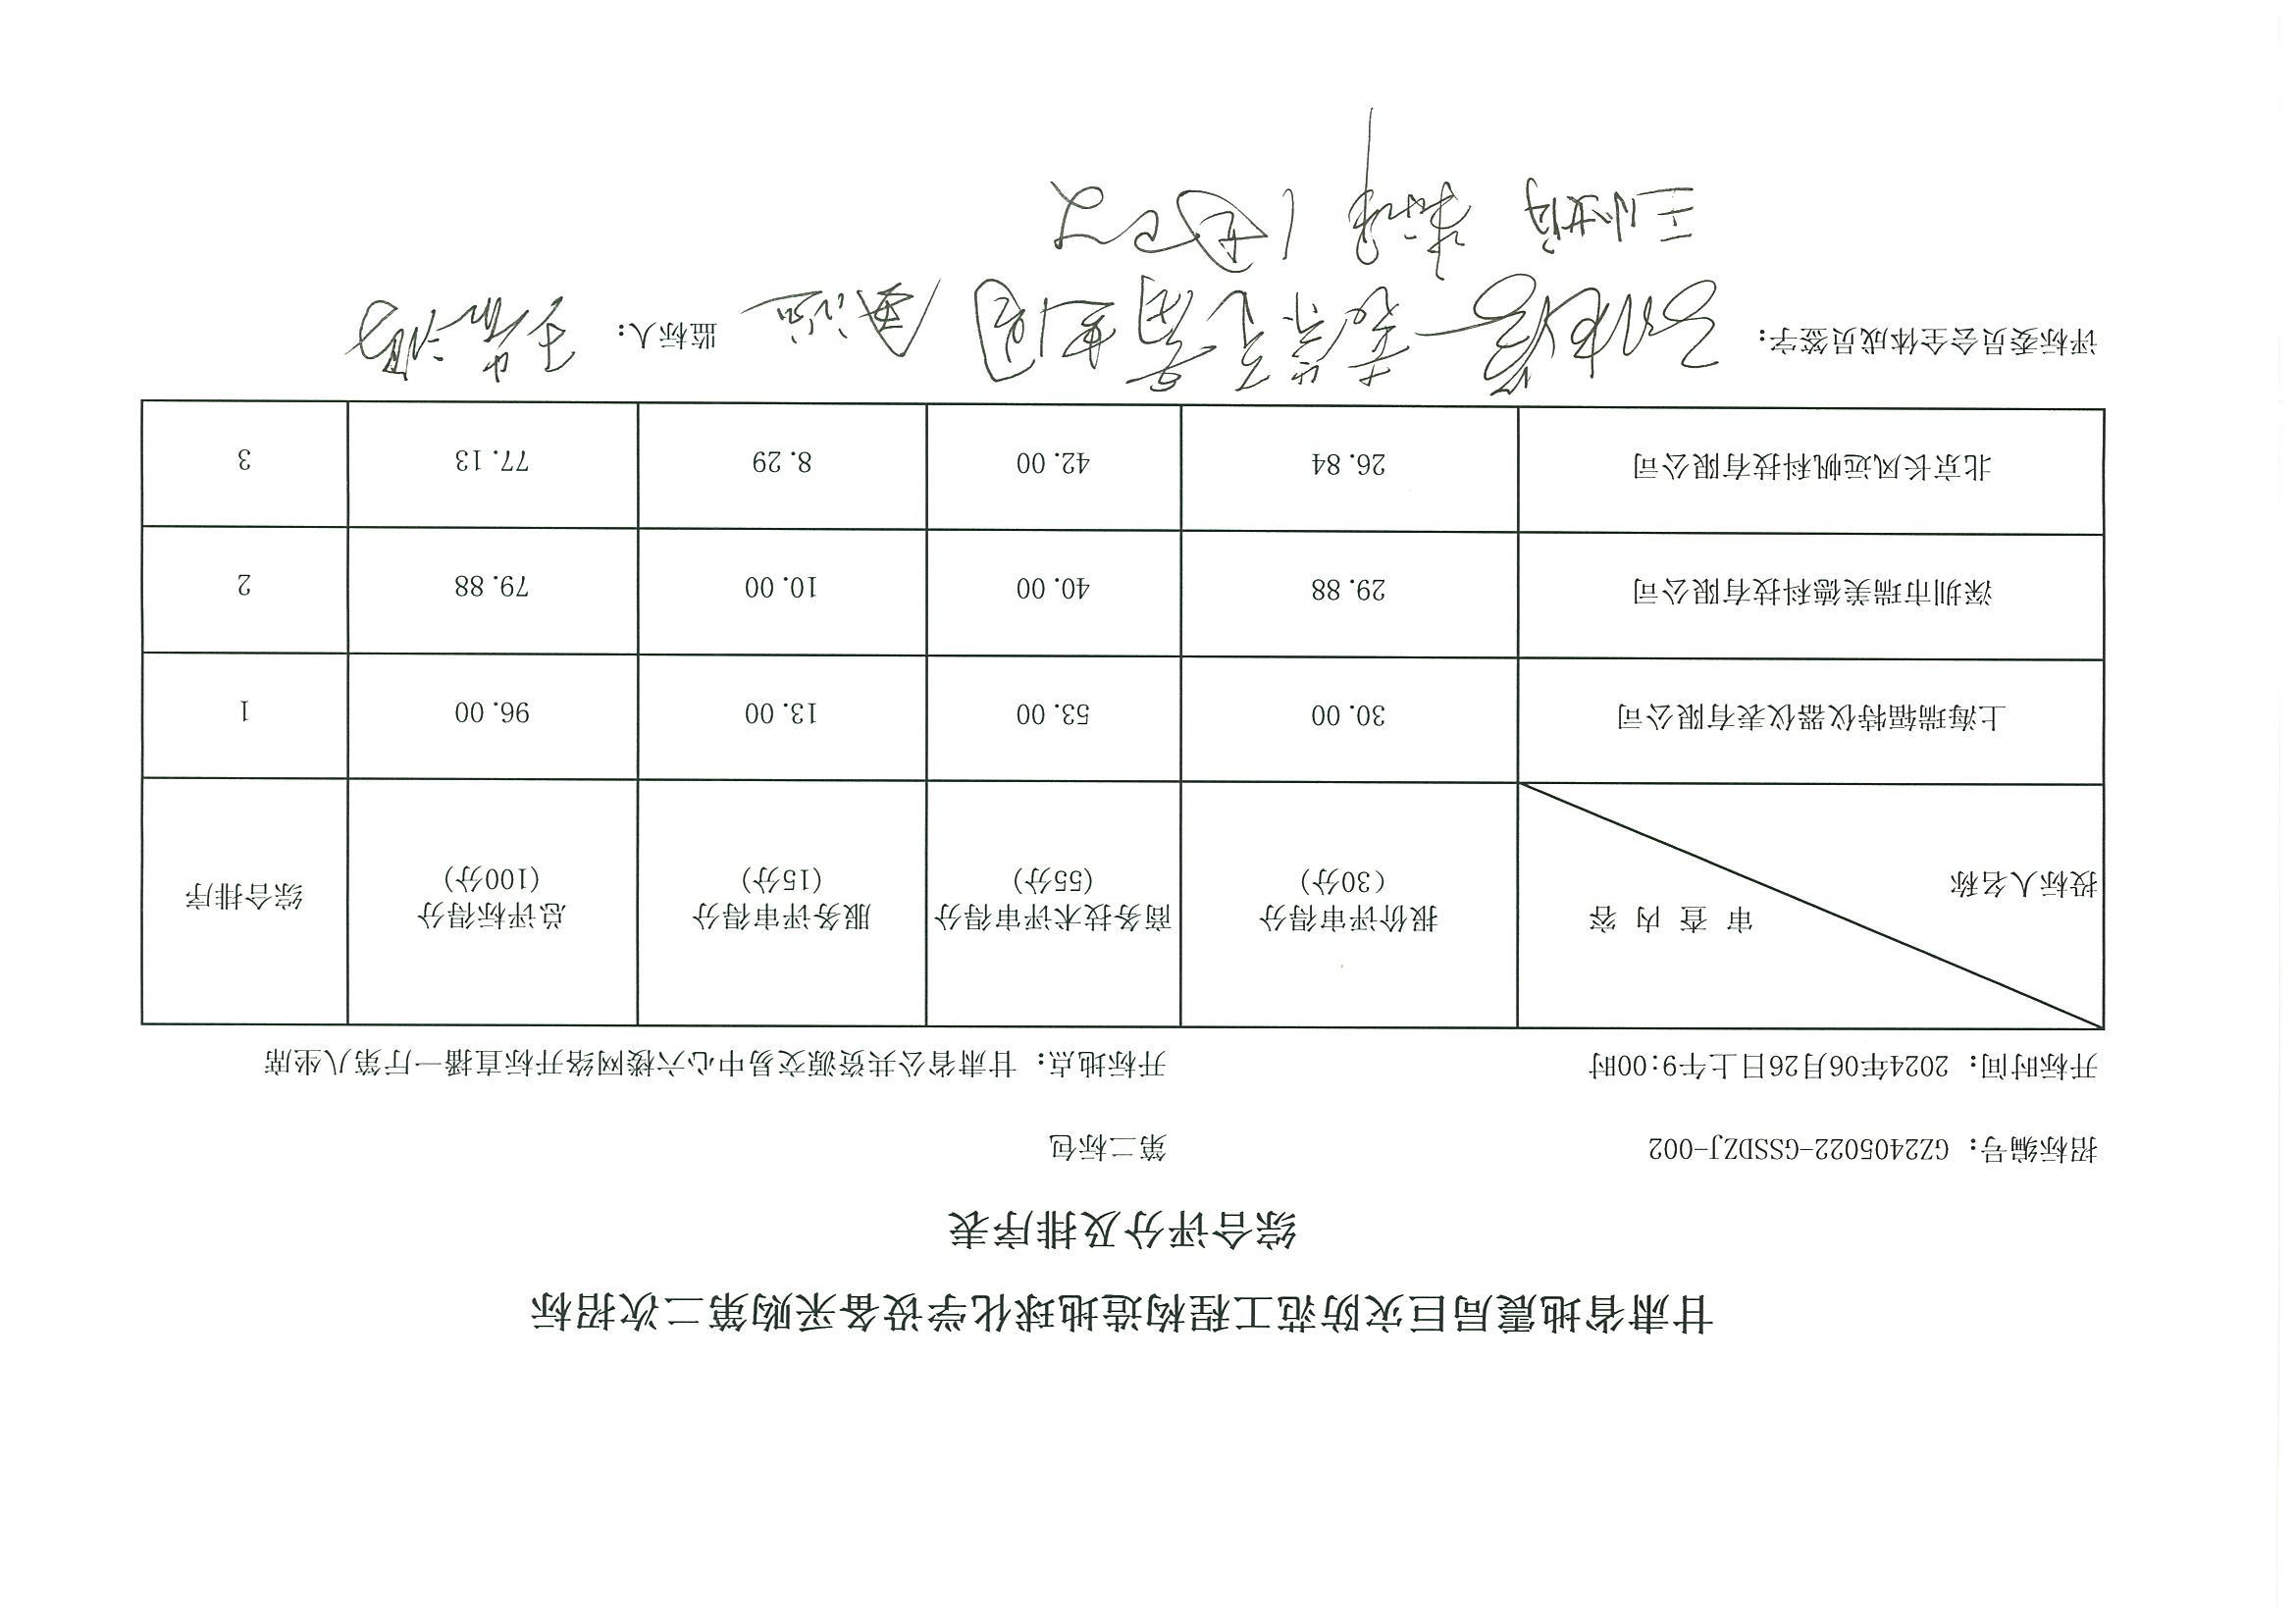 甘肃省地震局巨灾防范工程构造地球化学设备采购第二次招标
综合评分及排序表
招标编号: GZ2405022-GSSDZJ-002 第二标包
开标时间: 2024年06月26日上午9:00时 开标地点: 甘肃省公共资源交易中心六楼网络开标直播一厅第八坐席
审 查 内 容
投标人名称 报价评审得分 (30分) 商务技术评审得分 (55分) 服务评审得分 (15分) 总评标得分 (100分) 综合排序
上海瑞辐特仪器仪表有限公司 30.00 53.00 13.00 96.00 1
深圳市瑞美德科技有限公司 29.88 40.00 10.00 79.88 2
北京长风远帆科技有限公司 26.84 42.00 8.29 77.13 3
评标委员会全体成员签字: 监标人: